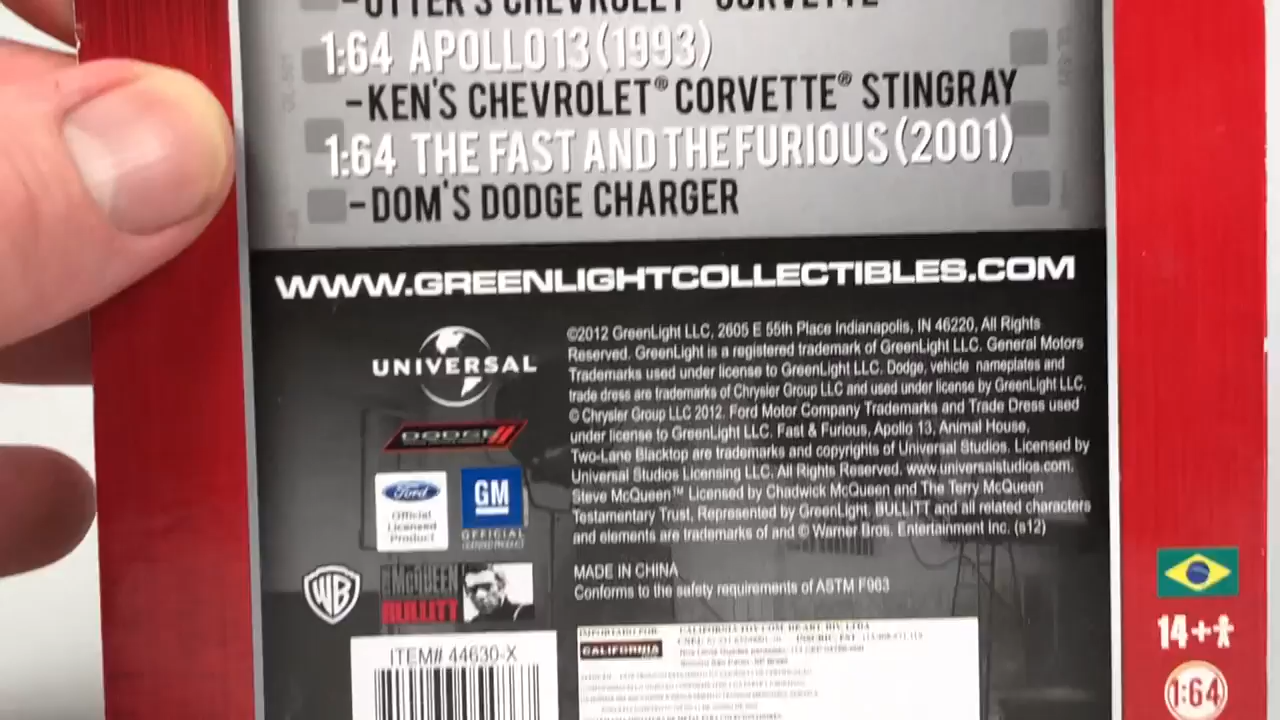 -OTTER'S CHEVROLET® CORVETTE®
1:64 APOLLO 13 (1993)
-KEN'S CHEVROLET® CORVETTE® STINGRAY
1:64 THE FAST AND THE FURIOUS (2001)
-DOM'S DODGE CHARGER
WWW.GREENLIGHTCOLLECTIBLES.COM
UNIVERSAL
DODGE
Ford
Official
Licensed
Product
GM
OFFICIAL
WB
McQUEEN
BULLITT
©2012 GreenLight LLC, 2605 E 55th Place Indianapolis, IN 46220, All Rights
Reserved. GreenLight is a registered trademark of GreenLight LLC. General Motors
Trademarks used under license to GreenLight LLC. Dodge, vehicle nameplates and
trade dress are trademarks of Chrysler Group LLC and used under license by GreenLight LLC.
© Chrysler Group LLC 2012. Ford Motor Company Trademarks and Trade Dress used
under license to GreenLight LLC. Fast & Furious, Apollo 13, Animal House,
Two-Lane Blacktop are trademarks and copyrights of Universal Studios. Licensed by
Universal Studios Licensing LLC. All Rights Reserved. www.universalstudios.com.
Steve McQueen™ Licensed by Chadwick McQueen and The Terry McQueen
Testamentary Trust, Represented by GreenLight. BULLITT and all related characters
and elements are trademarks of and © Warner Bros. Entertainment Inc. (s12)
MADE IN CHINA
Conforms to the safety requirements of ASTM F963
ITEM# 44630-X
IMPORTADO POR:
CALIFORNIA
14+
1:64